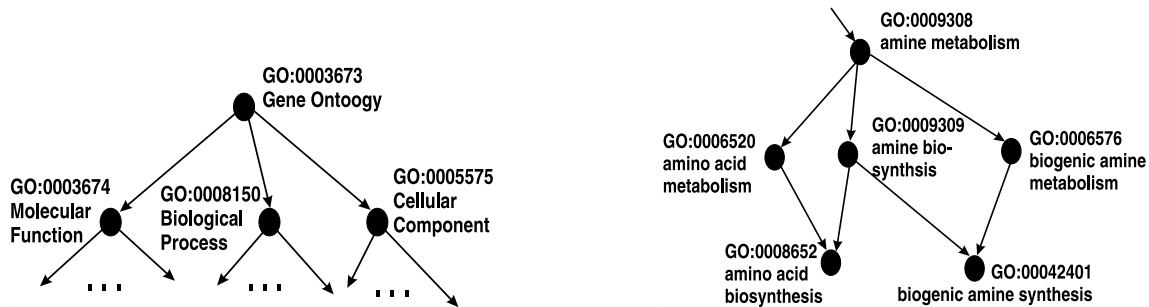 GO:0003673
Gene Ontoogy
GO:0003674
Molecular
Function
GO:0008150
Biological
Process
GO:0005575
Cellular
Component
. . .
. . .
. . .
GO:0009308
amine metabolism
GO:0006520
amino acid
metabolism
GO:0009309
amine bio-
synthsis
GO:0006576
biogenic amine
metabolism
GO:0008652
amino acid
biosynthesis
GO:00042401
biogenic amine synthesis